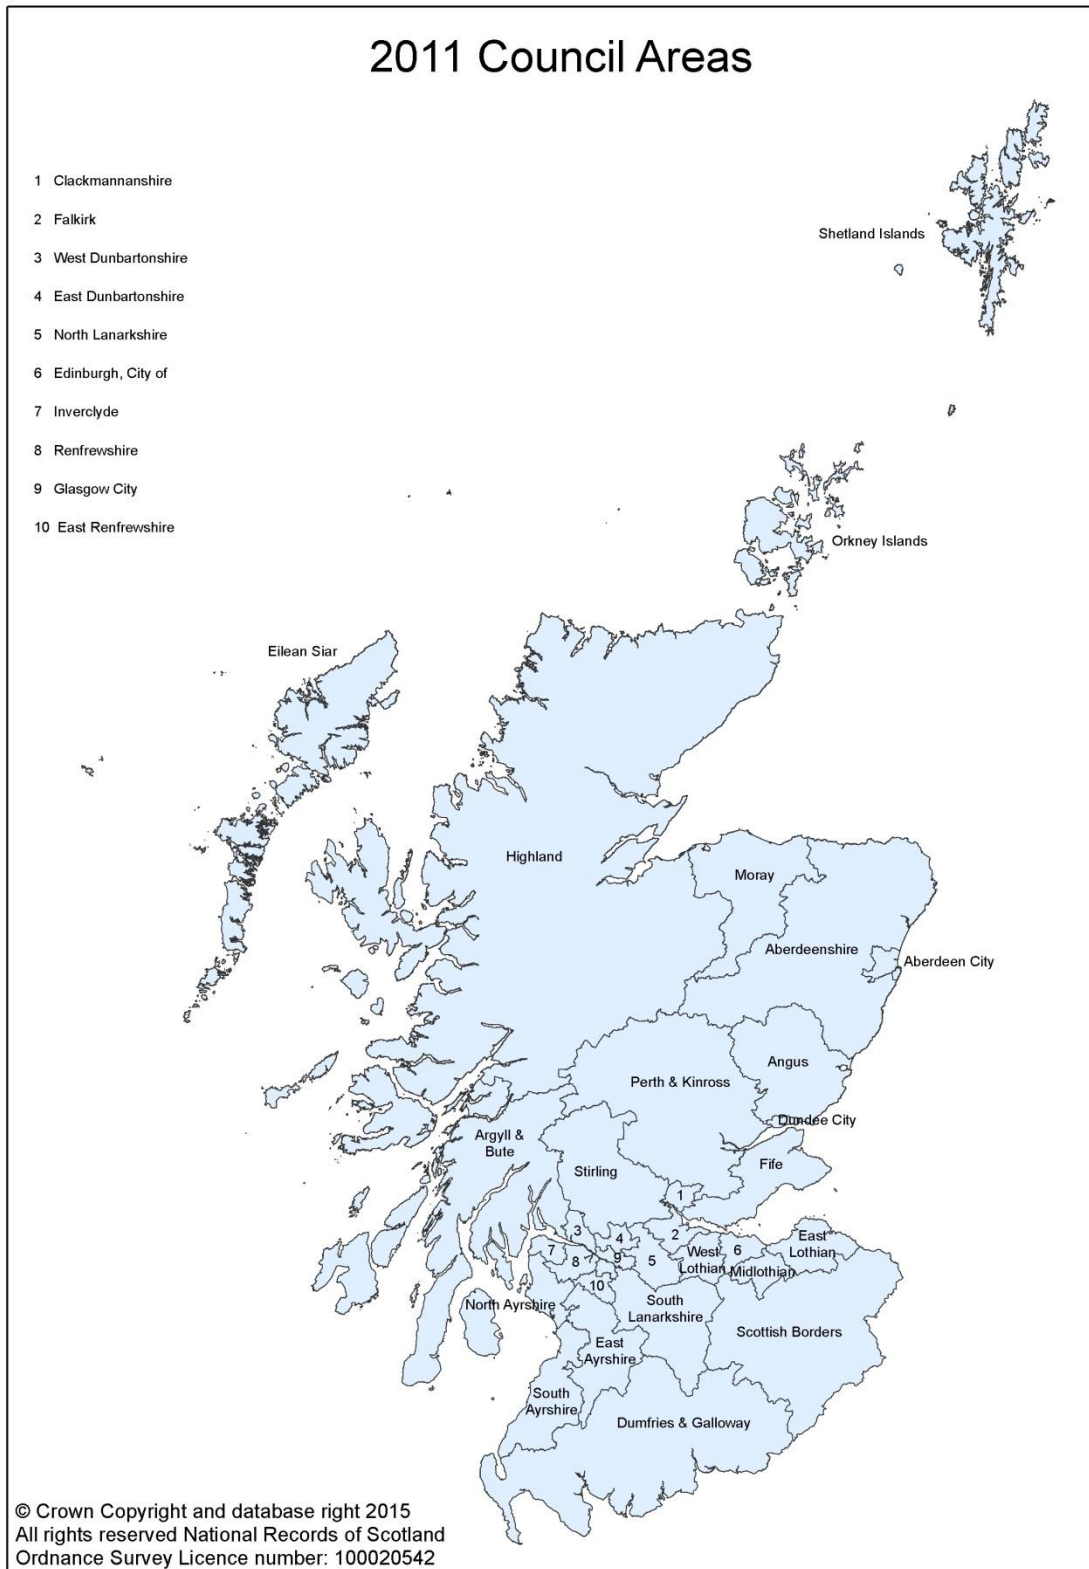 2011 Council Areas
1 Clackmannanshire
2 Falkirk
3 West Dunbartonshire
4 East Dunbartonshire
5 North Lanarkshire
6 Edinburgh, City of
7 Inverclyde
8 Renfrewshire
9 Glasgow City
10 East Renfrewshire
Shetland Islands
Orkney Islands
Eilean Siar
Highland
Moray
Aberdeenshire
Aberdeen City
Angus
Perth & Kinross
Dundee City
Argyll &
Bute
Stirling
Fife
1
2
3
4
5
6
7
8
9
10
West
Lothian
East
Lothian
Midlothian
North Ayrshire
South
Lanarkshire
Scottish Borders
East
Ayrshire
South
Ayrshire
Dumfries & Galloway
© Crown Copyright and database right 2015
All rights reserved National Records of Scotland
Ordnance Survey Licence number: 100020542